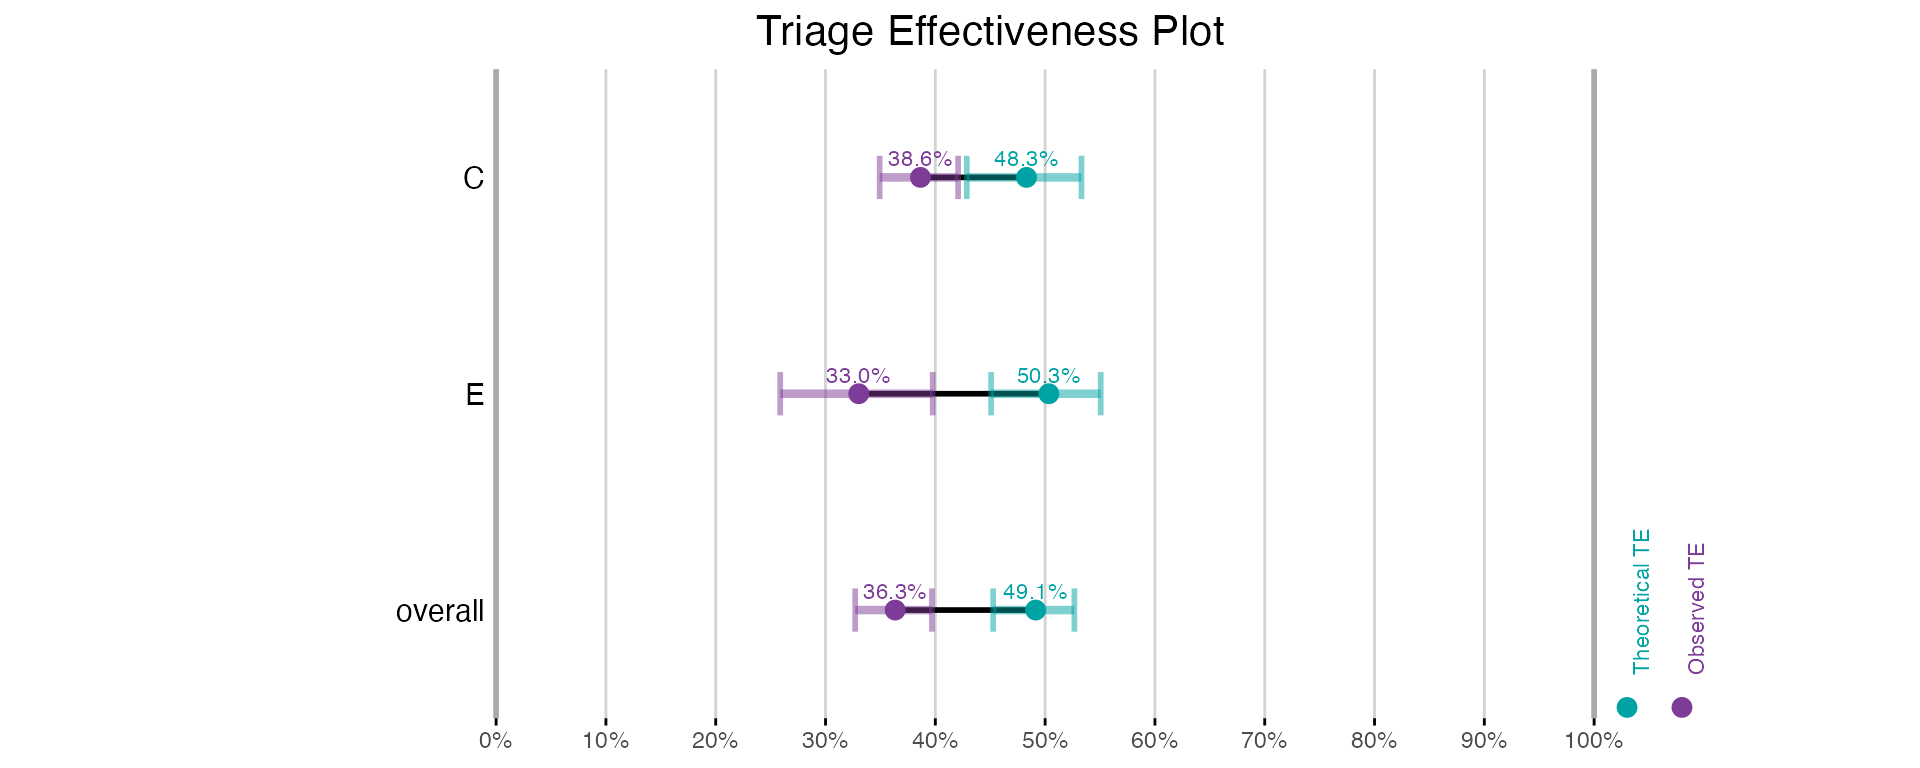 Triage Effectiveness Plot
C
38.6%
48.3%
E
33.0%
50.3%
overall
36.3%
49.1%
Theoretical TE
Observed TE
0%
10%
20%
30%
40%
50%
60%
70%
80%
90%
100%